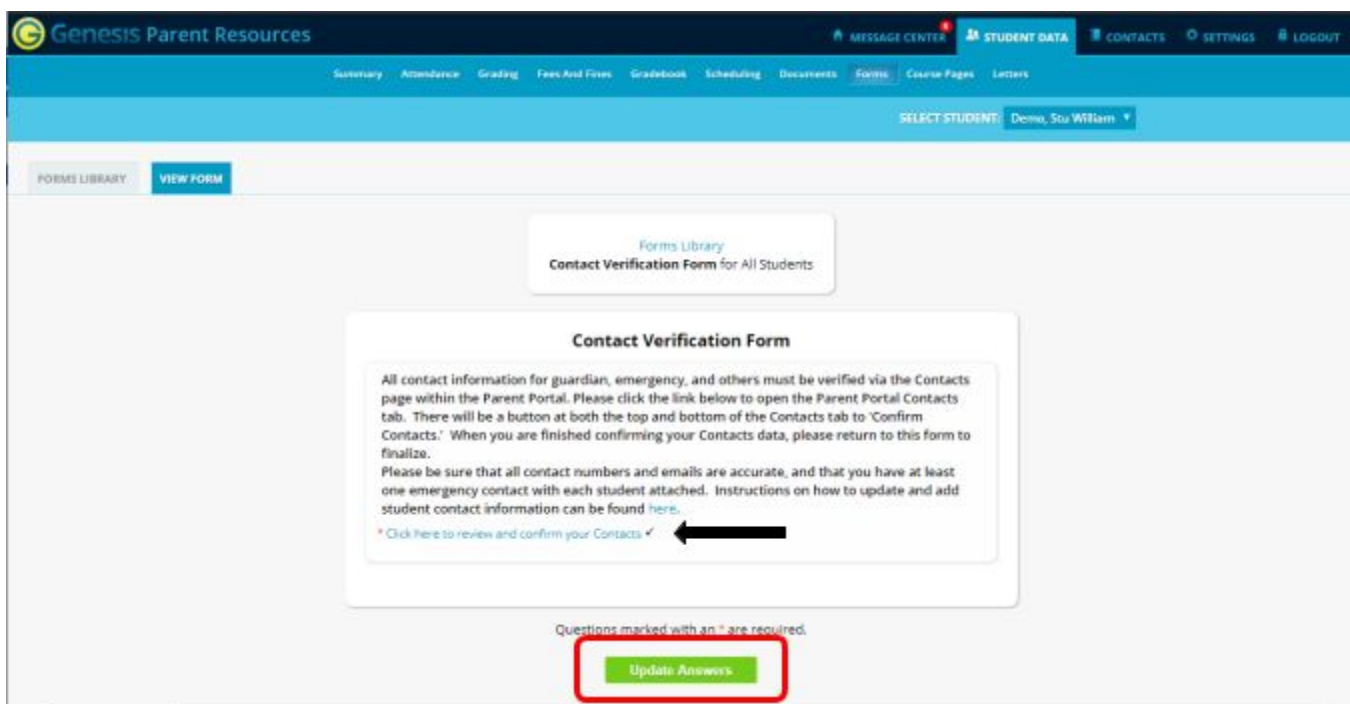 Genesis Parent Resources
MESSAGE CENTER
STUDENT DATA
CONTACTS
SETTINGS
LOGOUT
Summary Attendance Grading Fees And Fines Gradebook Scheduling Documents Forms Course Pages Letters
SELECT STUDENT: Demo, Stu William
FORMS LIBRARY
VIEW FORM
Forms Library
Contact Verification Form for All Students
Contact Verification Form
All contact information for guardian, emergency, and others must be verified via the Contacts
page within the Parent Portal. Please click the link below to open the Parent Portal Contacts
tab. There will be a button at both the top and bottom of the Contacts tab to 'Confirm
Contacts.' When you are finished confirming your Contacts data, please return to this form to
finalize.
Please be sure that all contact numbers and emails are accurate, and that you have at least
one emergency contact with each student attached. Instructions on how to update and add
student contact information can be found here.
* Click here to review and confirm your Contacts ✓
Questions marked with an * are required.
Update Answers